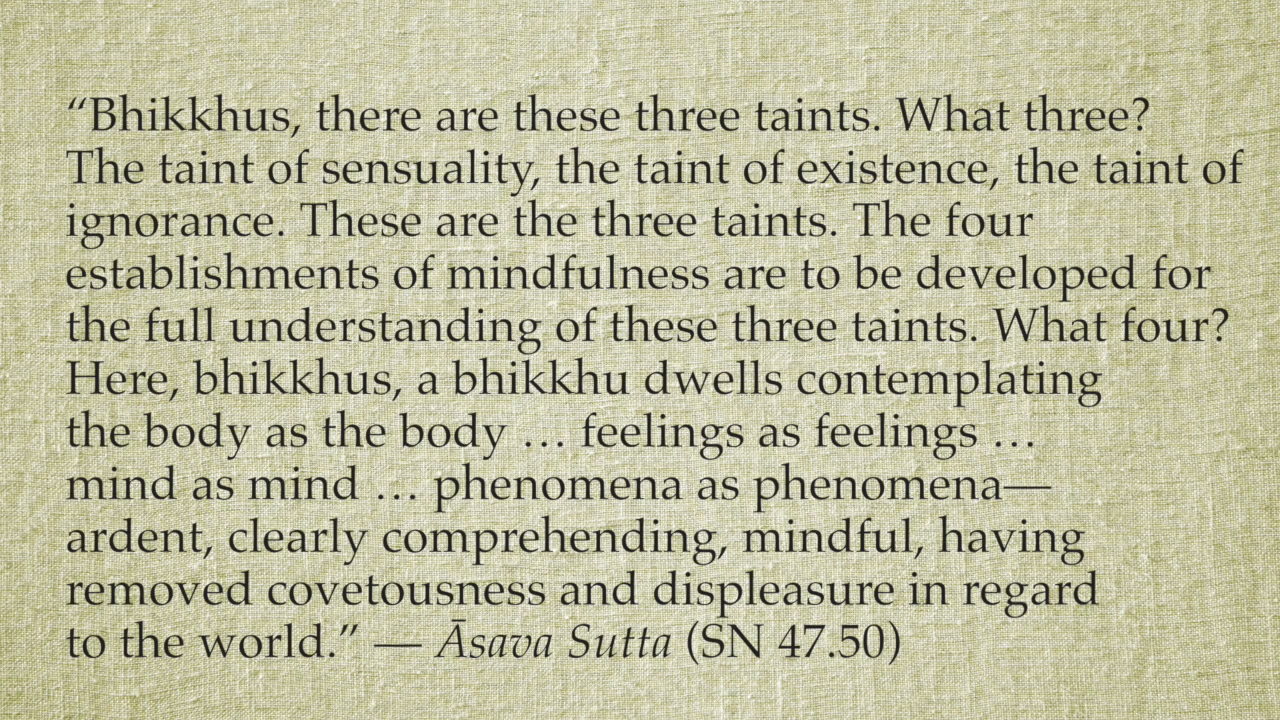 “Bhikkhus, there are these three taints. What three?
The taint of sensuality, the taint of existence, the taint of
ignorance. These are the three taints. The four
establishments of mindfulness are to be developed for
the full understanding of these three taints. What four?
Here, bhikkhus, a bhikkhu dwells contemplating
the body as the body … feelings as feelings …
mind as mind … phenomena as phenomena—
ardent, clearly comprehending, mindful, having
removed covetousness and displeasure in regard
to the world.” — Āsava Sutta (SN 47.50)